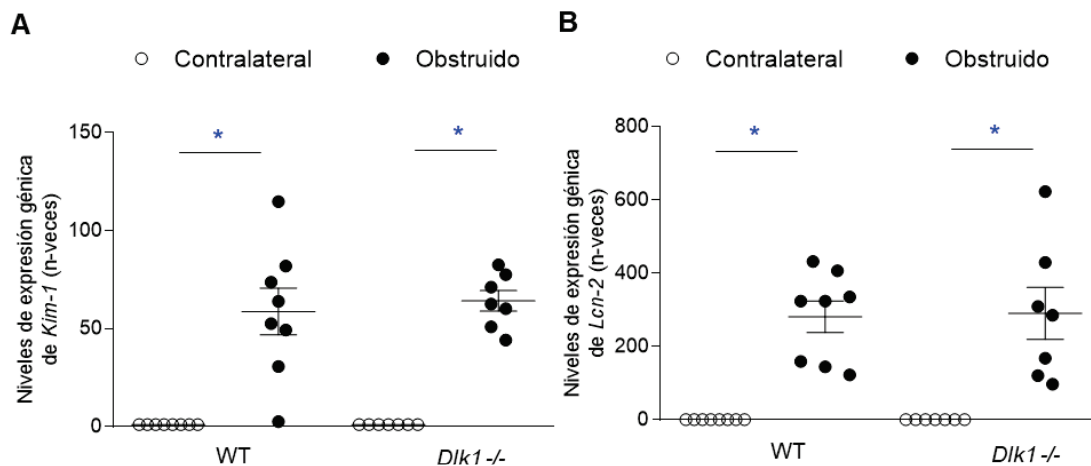 A
○ Contralateral ● Obstruido
*
*
Niveles de expresión génica
de Kim-1 (n-veces)
150
100
50
0
WT
Dlk1 -/-
B
○ Contralateral ● Obstruido
*
*
Niveles de expresión génica
de Lcn-2 (n-veces)
800
600
400
200
0
WT
Dlk1 -/-